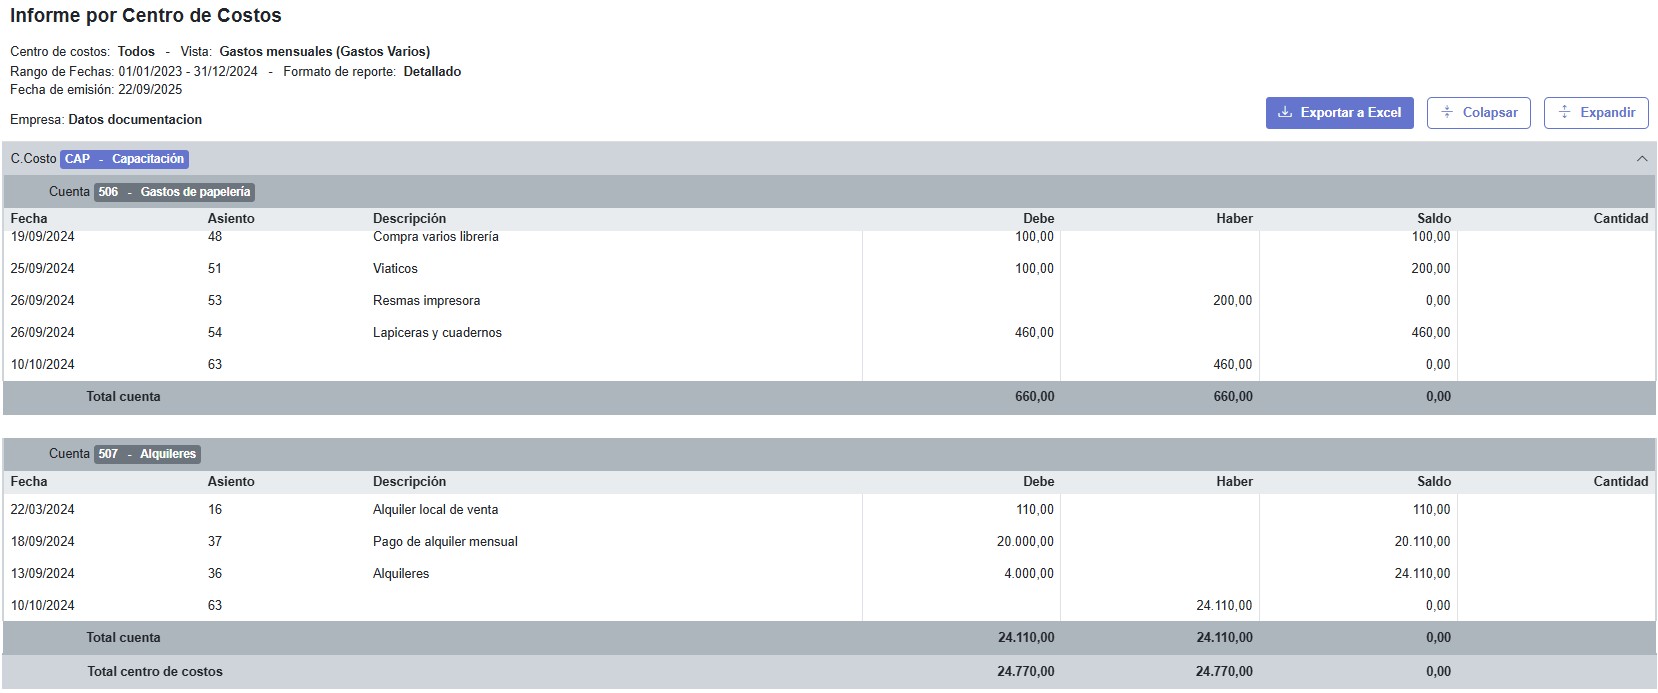 Informe por Centro de Costos
Centro de costos: Todos - Vista: Gastos mensuales (Gastos Varios)
Rango de Fechas: 01/01/2023 - 31/12/2024 - Formato de reporte: Detallado
Fecha de emisión: 22/09/2025
Empresa: Datos documentacion
Exportar a Excel Colapsar Expandir
C.Costo CAP - Capacitación
Cuenta 506 - Gastos de papelería
Fecha Asiento Descripción Debe Haber Saldo Cantidad
19/09/2024 48 Compra varios librería 100,00 100,00
25/09/2024 51 Viaticos 100,00 200,00
26/09/2024 53 Resmas impresora 200,00 0,00
26/09/2024 54 Lapiceras y cuadernos 460,00 460,00
10/10/2024 63 460,00 0,00
Total cuenta 660,00 660,00 0,00
Cuenta 507 - Alquileres
Fecha Asiento Descripción Debe Haber Saldo Cantidad
22/03/2024 16 Alquiler local de venta 110,00 110,00
18/09/2024 37 Pago de alquiler mensual 20.000,00 20.110,00
13/09/2024 36 Alquileres 4.000,00 24.110,00
10/10/2024 63 24.110,00 0,00
Total cuenta 24.110,00 24.110,00 0,00
Total centro de costos 24.770,00 24.770,00 0,00